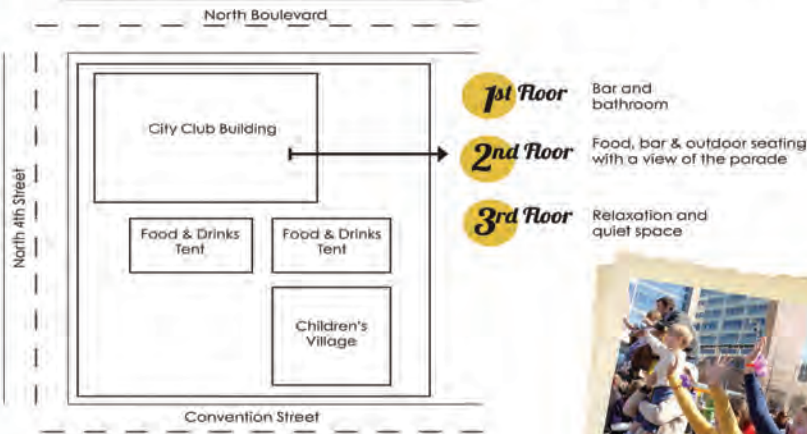 North Boulevard
North 4th Street
City Club Building
Food & Drinks
Tent
Food & Drinks
Tent
Children's
Village
Convention Street
1st Floor
Bar and
bathroom
2nd Floor
Food, bar & outdoor seating
with a view of the parade
3rd Floor
Relaxation and
quiet space